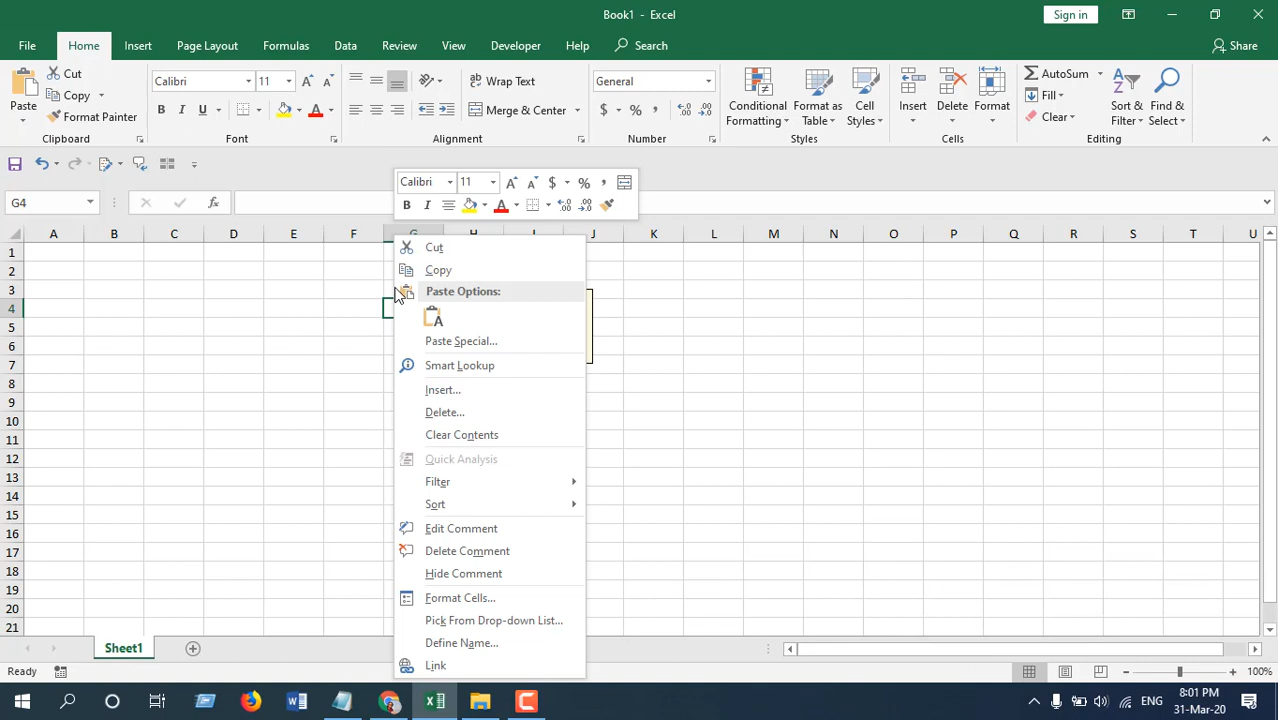 Book1 - Excel
Sign in
File Home Insert Page Layout Formulas Data Review View Developer Help Search Share
Paste
Cut
Copy
Format Painter
Clipboard
Calibri 11
B I U
Font
Wrap Text
Merge & Center
Alignment
General
$ % ,
Number
Conditional Formatting
Format as Table
Cell Styles
Styles
Insert
Delete
Format
Cells
AutoSum
Fill
Clear
Sort & Filter
Find & Select
Editing
G4
fx
Calibri 11
$ % ,
B I
A B C D E F G H I J K L M N O P Q R S T U
1
2
3
4
5
6
7
8
9
10
11
12
13
14
15
16
17
18
19
20
21
Cut
Copy
Paste Options:
Paste Special...
Smart Lookup
Insert...
Delete...
Clear Contents
Quick Analysis
Filter
Sort
Edit Comment
Delete Comment
Hide Comment
Format Cells...
Pick From Drop-down List...
Define Name...
Link
Sheet1
Ready
100%
ENG
8:01 PM
31-Mar-20